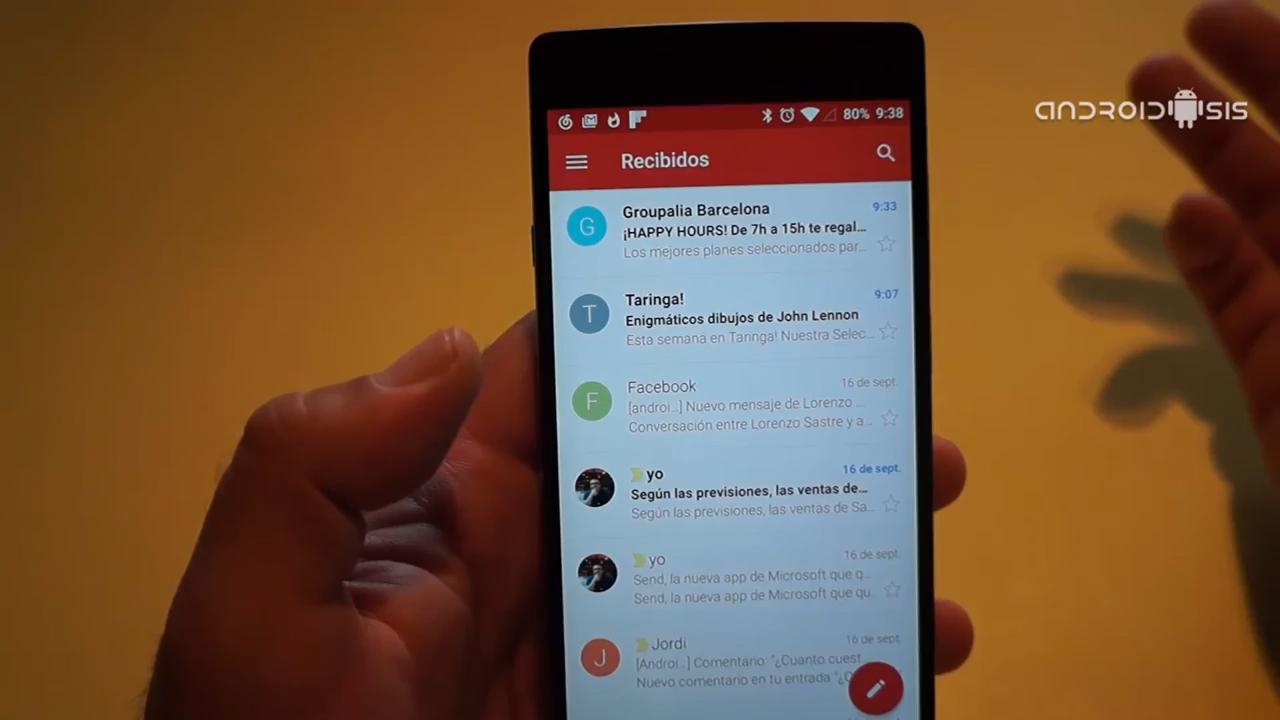 ANDROIDSIS
80% 9:38
Recibidos
G
Groupalia Barcelona
9:33
¡HAPPY HOURS! De 7h a 15h te regal...
Los mejores planes seleccionados par...
T
Taringa!
9:07
Enigmáticos dibujos de John Lennon
Esta semana en Taringa! Nuestra Selec...
F
Facebook
16 de sept.
[androi...] Nuevo mensaje de Lorenzo ...
Conversación entre Lorenzo Sastre y a...
yo
16 de sept.
Según las previsiones, las ventas de...
Según las previsiones, las ventas de Sa...
yo
16 de sept.
Send, la nueva app de Microsoft que q...
Send, la nueva app de Microsoft que qu...
J
Jordi
16 de sept.
[Androi...] Comentario: "¿Cuanto cuest...
Nuevo comentario en tu entrada "¿C